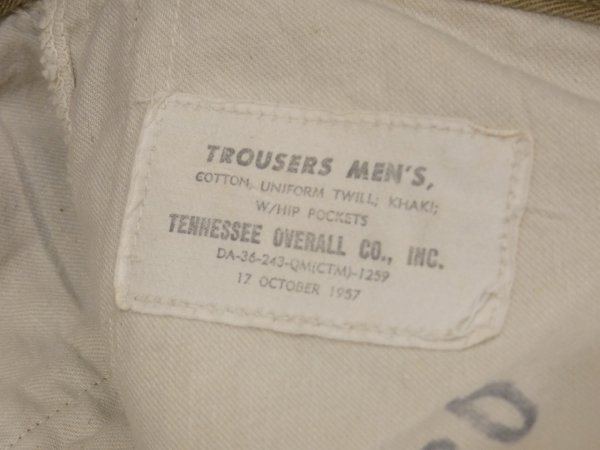 TROUSERS MEN'S,
COTTON, UNIFORM TWILL; KHAKI;
W/HIP POCKETS
TENNESSEE OVERALL CO., INC.
DA-36-243-QM(CTM)-1259
17 OCTOBER 1957